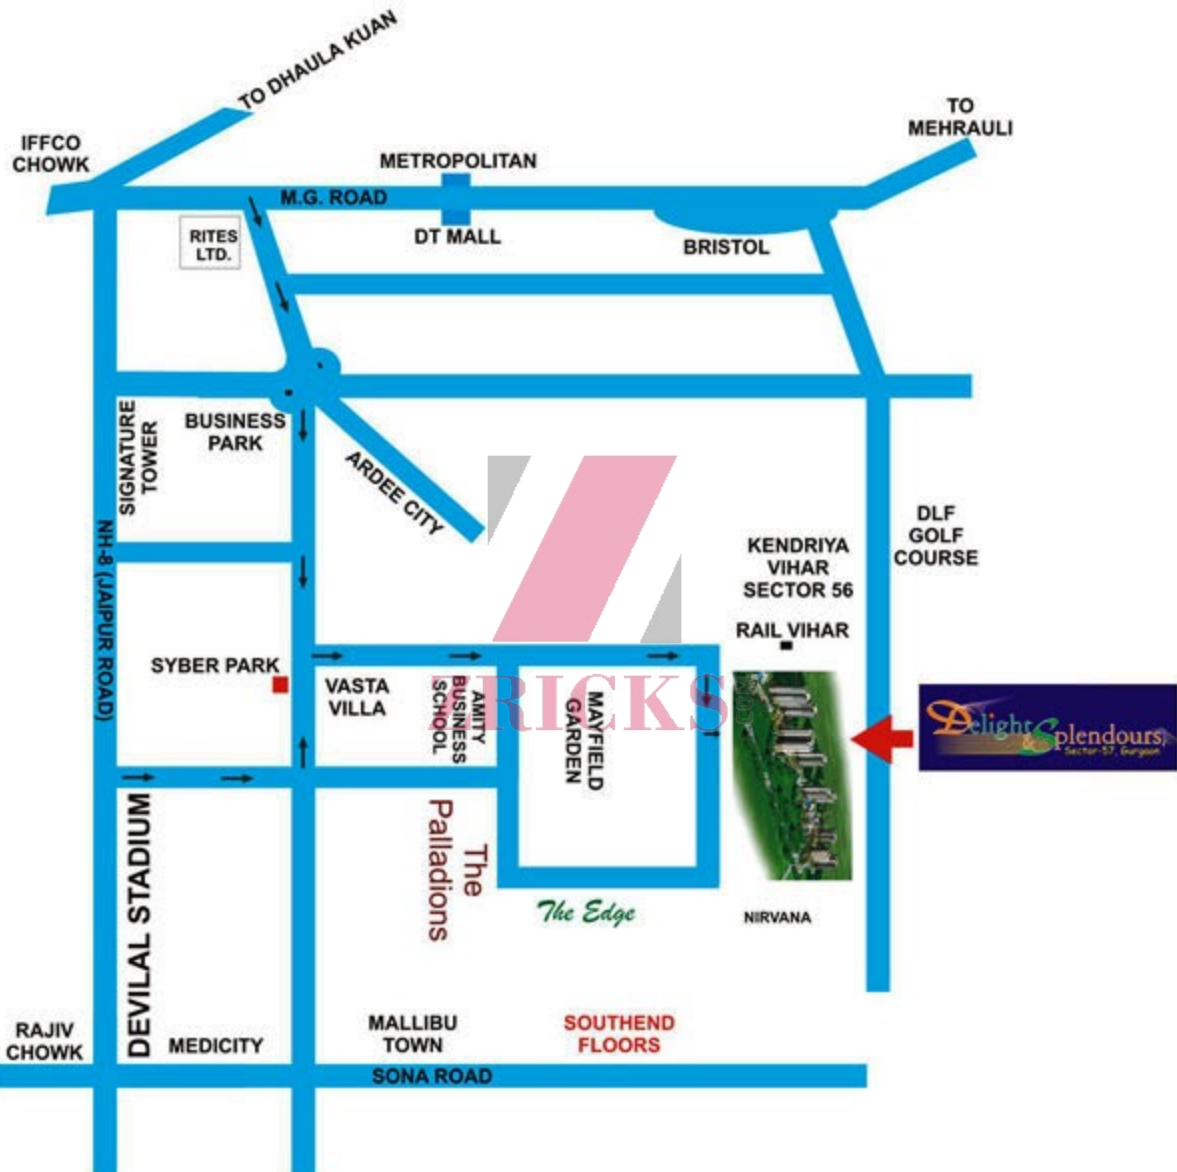 TO DHAULA KUAN
IFFCO
CHOWK
TO
MEHRAULI
METROPOLITAN
M.G. ROAD
RITES
LTD.
DT MALL
BRISTOL
SIGNATURE
TOWER
BUSINESS
PARK
ARDEE CITY
NH-8 (JAIPUR ROAD)
DLF
GOLF
COURSE
KENDRIYA
VIHAR
SECTOR 56
RAIL VIHAR
SYBER PARK
VASTA
VILLA
AMITY
BUSINESS
SCHOOL
MAYFIELD
GARDEN
ZRICKS
Delight
& Splendours
Sector-57, Gurgaon
DEVILAL STADIUM
The
Palladions
The Edge
NIRVANA
RAJIV
CHOWK
MEDICITY
MALLIBU
TOWN
SOUTHEND
FLOORS
SONA ROAD